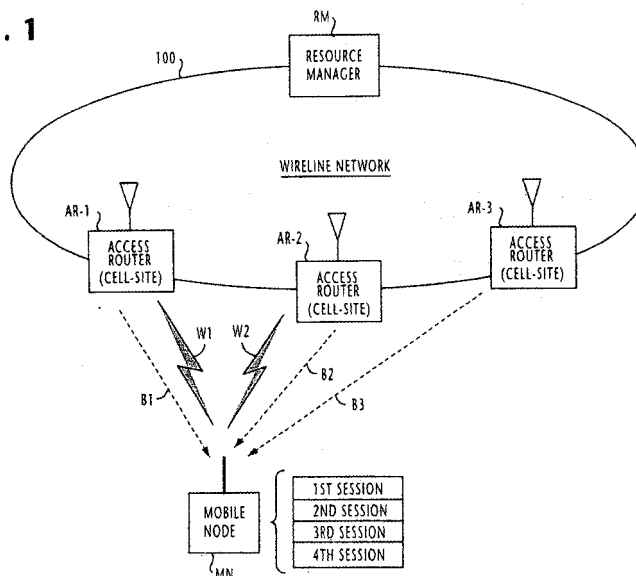 . 1
RM
RESOURCE
MANAGER
100
WIRELINE NETWORK
AR-1
ACCESS
ROUTER
(CELL-SITE)
AR-2
ACCESS
ROUTER
(CELL-SITE)
AR-3
ACCESS
ROUTER
(CELL-SITE)
W1
W2
B1
B2
B3
MOBILE
NODE
MN
1ST SESSION
2ND SESSION
3RD SESSION
4TH SESSION